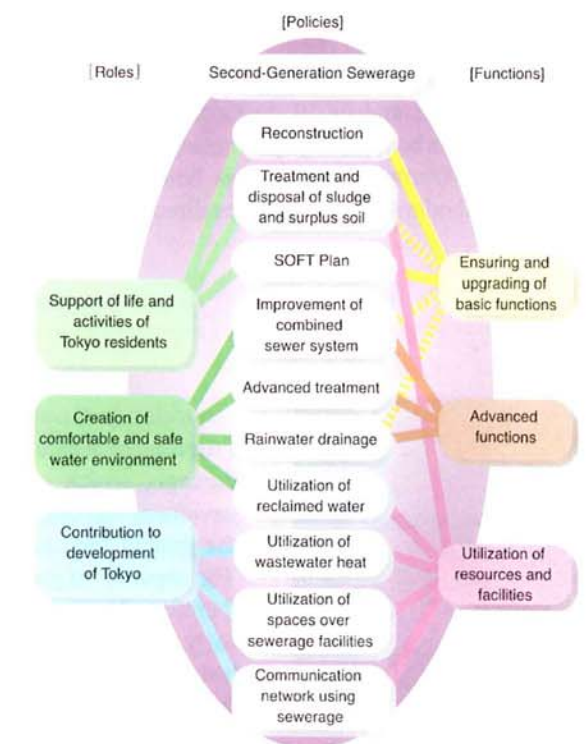 [Policies]
[Roles]
Second-Generation Sewerage
[Functions]
Reconstruction
Treatment and
disposal of sludge
and surplus soil
SOFT Plan
Improvement of
combined
sewer system
Advanced treatment
Rainwater drainage
Utilization of
reclaimed water
Utilization of
wastewater heat
Utilization of
spaces over
sewerage facilities
Communication
network using
sewerage
Support of life and
activities of
Tokyo residents
Creation of
comfortable and safe
water environment
Contribution to
development
of Tokyo
Ensuring and
upgrading of
basic functions
Advanced
functions
Utilization of
resources and
facilities